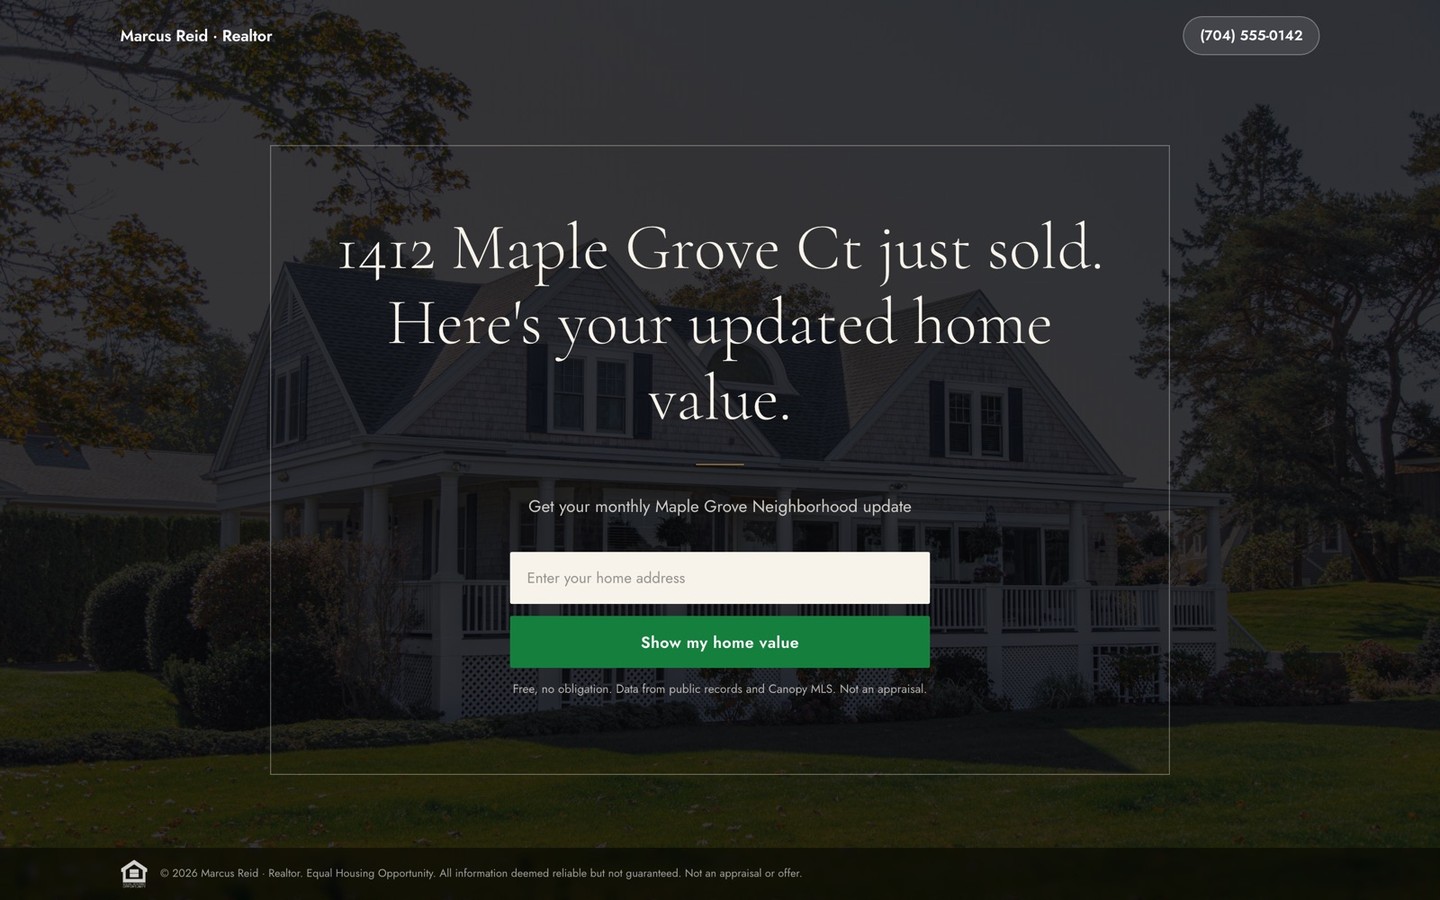 Marcus Reid · Realtor
(704) 555-0142
1412 Maple Grove Ct just sold.
Here's your updated home
value.
Get your monthly Maple Grove Neighborhood update
Enter your home address
Show my home value
Free, no obligation. Data from public records and Canopy MLS. Not an appraisal.
© 2026 Marcus Reid · Realtor. Equal Housing Opportunity. All information deemed reliable but not guaranteed. Not an appraisal or offer.